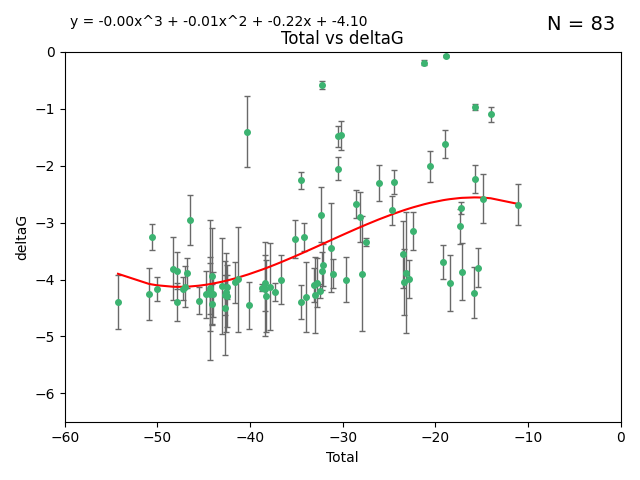 y = -0.00x^3 + -0.01x^2 + -0.22x + -4.10
N = 83
Total vs deltaG
0
−1
−2
−3
−4
−5
−6
deltaG
−60 −50 −40 −30 −20 −10 0
Total